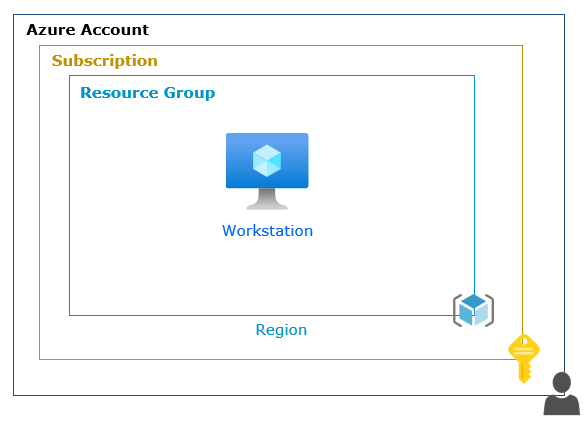 Azure Account
Subscription
Resource Group
Workstation
Region